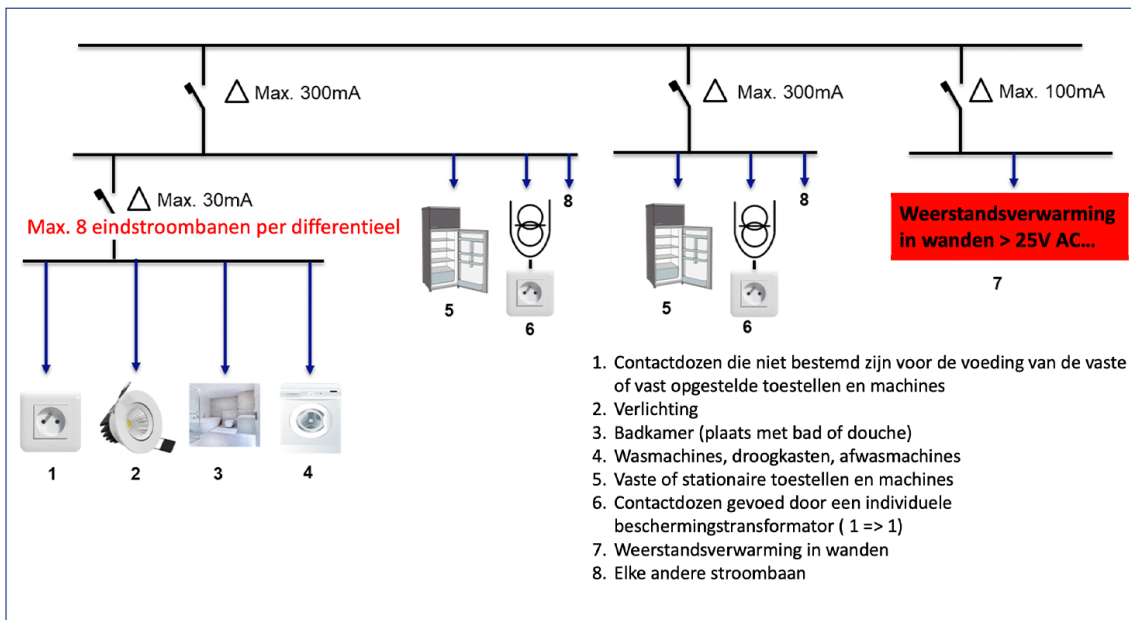 Max. 300mA
Max. 300mA
Max. 100mA
Max. 30mA
Max. 8 eindstroombanen per differentieel
8
8
Weerstandsverwarming
in wanden > 25V AC...
7
5
6
5
6
1
2
3
4
1. Contactdozen die niet bestemd zijn voor de voeding van de vaste
of vast opgestelde toestellen en machines
2. Verlichting
3. Badkamer (plaats met bad of douche)
4. Wasmachines, droogkasten, afwasmachines
5. Vaste of stationaire toestellen en machines
6. Contactdozen gevoed door een individuele
beschermingstransformator ( 1 => 1)
7. Weerstandsverwarming in wanden
8. Elke andere stroombaan